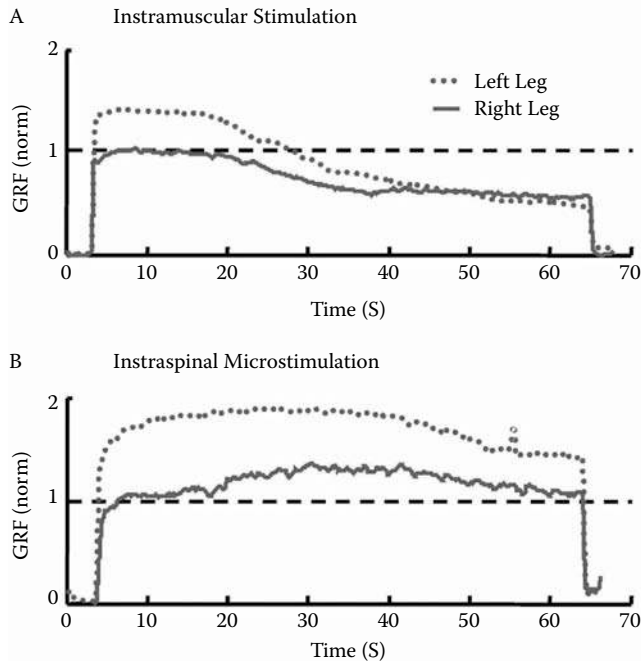 A Instramuscular Stimulation
2
Left Leg
Right Leg
1
GRF (norm)
0
0 10 20 30 40 50 60 70
Time (S)
B Instraspinal Microstimulation
2
1
GRF (norm)
0
0 10 20 30 40 50 60 70
Time (S)